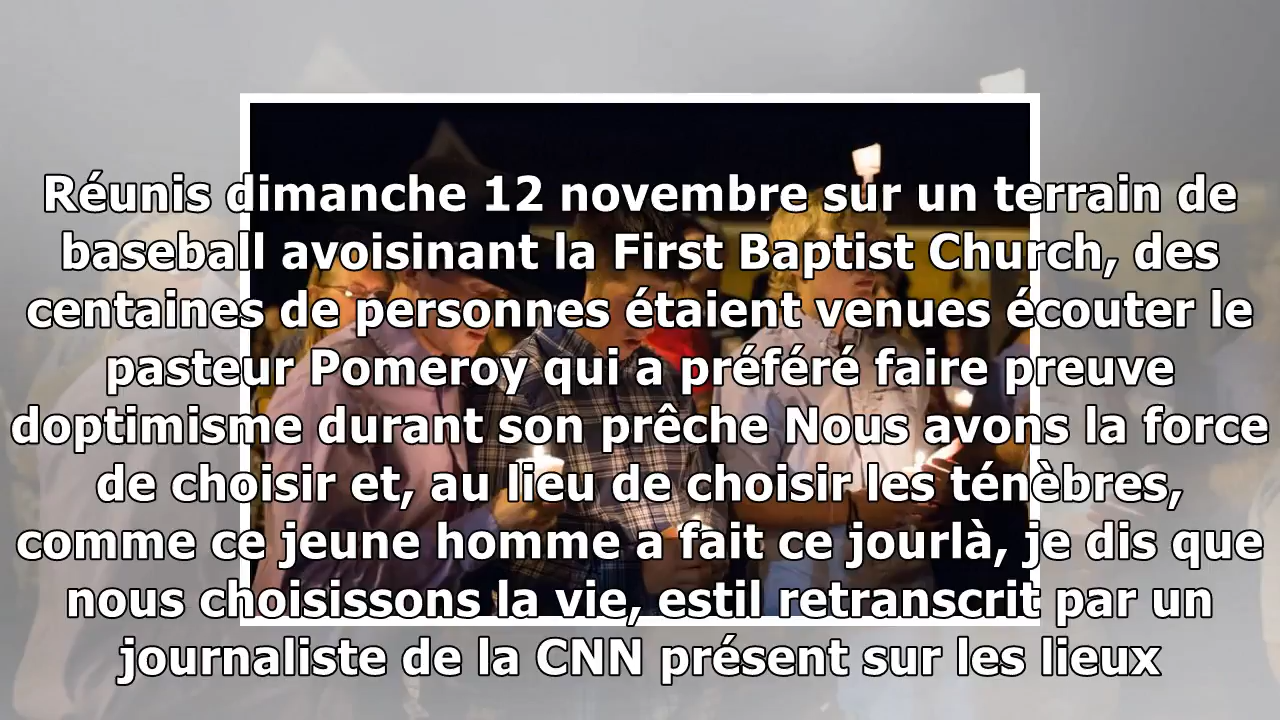 Réunis dimanche 12 novembre sur un terrain de
baseball avoisinant la First Baptist Church, des
centaines de personnes étaient venues écouter le
pasteur Pomeroy qui a préféré faire preuve
doptimisme durant son prêche Nous avons la force
de choisir et, au lieu de choisir les ténèbres,
comme ce jeune homme a fait ce jourlà, je dis que
nous choisissons la vie, estil retranscrit par un
journaliste de la CNN présent sur les lieux